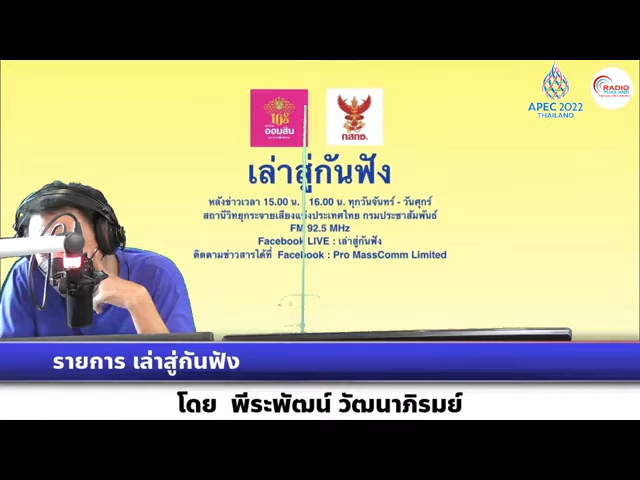 APEC 2022
THAILAND
RADIO
THAILAND
108
ออมสิน
กสทช.
เล่าสู่กันฟัง
หลังข่าวเวลา 15.00 น. 16.00 น. ทุกวันจันทร์ - วันศุกร์
สถานีวิทยุกระจายเสียงแห่งประเทศไทย กรมประชาสัมพันธ์
FM 92.5 MHz
Facebook LIVE : เล่าสู่กันฟัง
ติดตามข่าวสารได้ที่ Facebook : Pro MassComm Limited
รายการ เล่าสู่กันฟัง
โดย พีระพัฒน์ วัฒนาภิรมย์